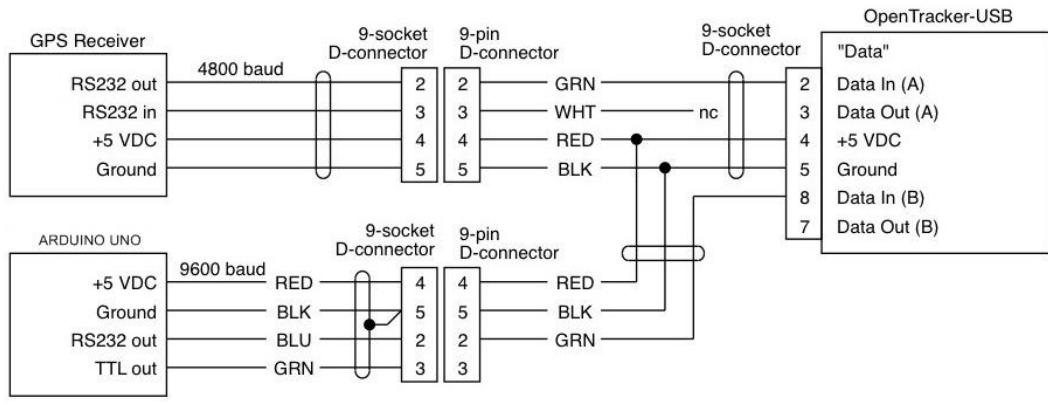 OpenTracker-USB
GPS Receiver
9-socket
D-connector
9-pin
D-connector
9-socket
D-connector
"Data"
RS232 out
4800 baud
2
2
GRN
2
Data In (A)
RS232 in
3
3
WHT
nc
3
Data Out (A)
+5 VDC
4
4
RED
4
+5 VDC
Ground
5
5
BLK
5
Ground
8
Data In (B)
7
Data Out (B)
ARDUINO UNO
9-socket
D-connector
9-pin
D-connector
+5 VDC
9600 baud
RED
4
4
RED
Ground
BLK
5
5
BLK
RS232 out
BLU
2
2
GRN
TTL out
GRN
3
3